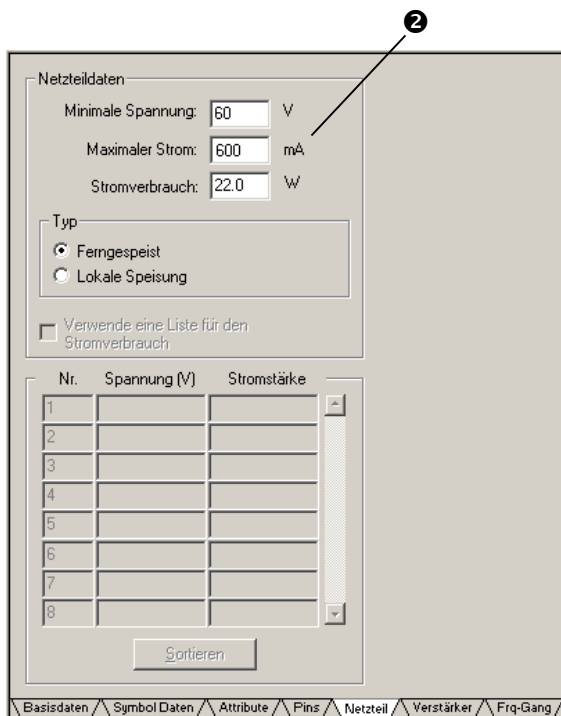 ❷
Netzteildaten
Minimale Spannung: 60 V
Maximaler Strom: 600 mA
Stromverbrauch: 22.0 W
Typ
Ferngespeist
Lokale Speisung
Verwende eine Liste für den
Stromverbrauch
Nr. Spannung (V) Stromstärke
1
2
3
4
5
6
7
8
Sortieren
Basisdaten Symbol Daten Attribute Pins Netzteil Verstärker Frq-Gang